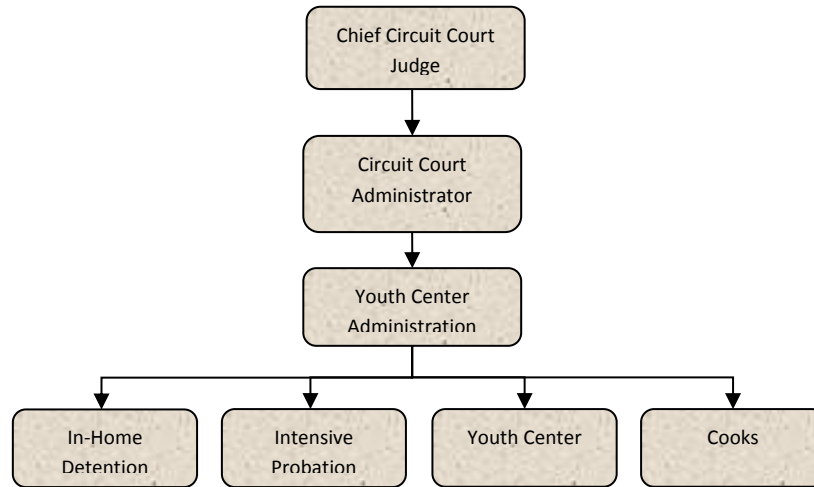 Chief Circuit Court
Judge
Circuit Court
Administrator
Youth Center
Administration
In-Home
Detention
Intensive
Probation
Youth Center
Cooks